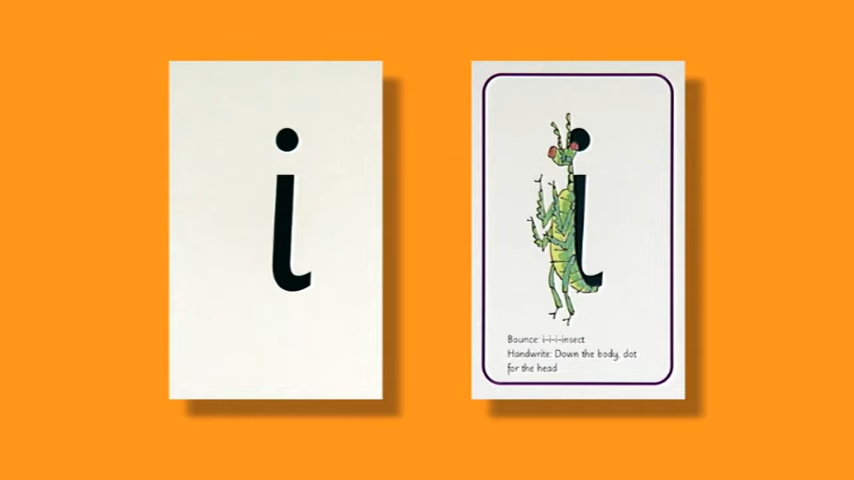 i
i
Bounce: i-i-i-insect
Handwrite: Down the body, dot
for the head